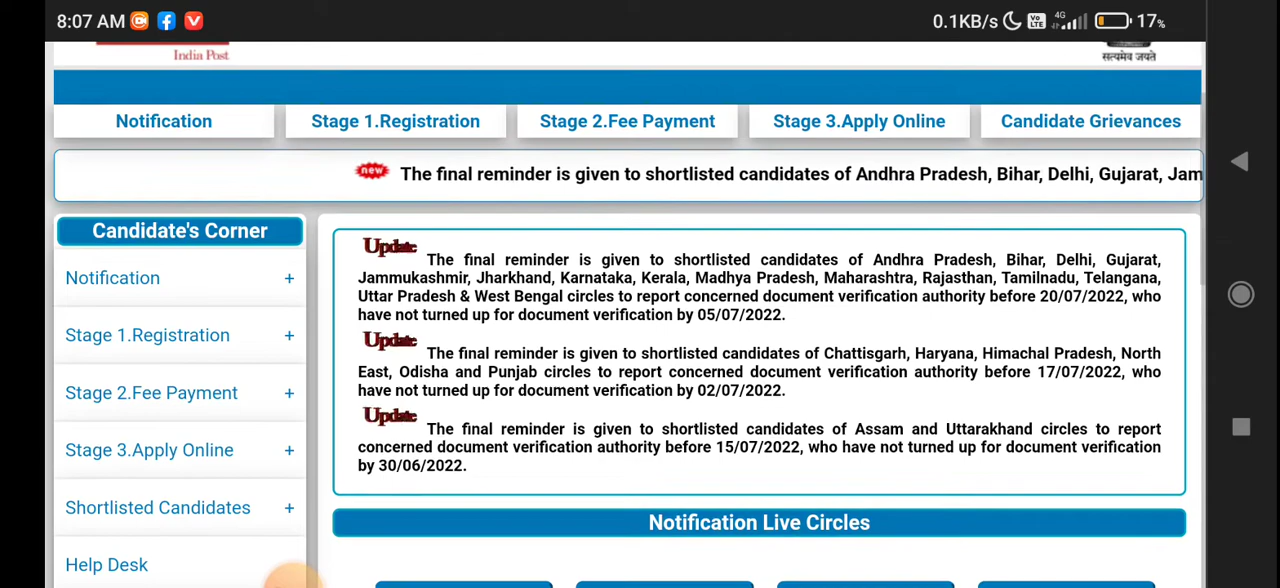 8:07 AM 0.1KB/s Vo LTE 4G 17%
India Post सत्यमेव जयते
Notification Stage 1.Registration Stage 2.Fee Payment Stage 3.Apply Online Candidate Grievances
new The final reminder is given to shortlisted candidates of Andhra Pradesh, Bihar, Delhi, Gujarat, Jam
Candidate's Corner
Notification +
Stage 1.Registration +
Stage 2.Fee Payment +
Stage 3.Apply Online +
Shortlisted Candidates +
Help Desk
Update The final reminder is given to shortlisted candidates of Andhra Pradesh, Bihar, Delhi, Gujarat,
Jammukashmir, Jharkhand, Karnataka, Kerala, Madhya Pradesh, Maharashtra, Rajasthan, Tamilnadu, Telangana,
Uttar Pradesh & West Bengal circles to report concerned document verification authority before 20/07/2022, who
have not turned up for document verification by 05/07/2022.
Update The final reminder is given to shortlisted candidates of Chattisgarh, Haryana, Himachal Pradesh, North
East, Odisha and Punjab circles to report concerned document verification authority before 17/07/2022, who
have not turned up for document verification by 02/07/2022.
Update The final reminder is given to shortlisted candidates of Assam and Uttarakhand circles to report
concerned document verification authority before 15/07/2022, who have not turned up for document verification
by 30/06/2022.
Notification Live Circles